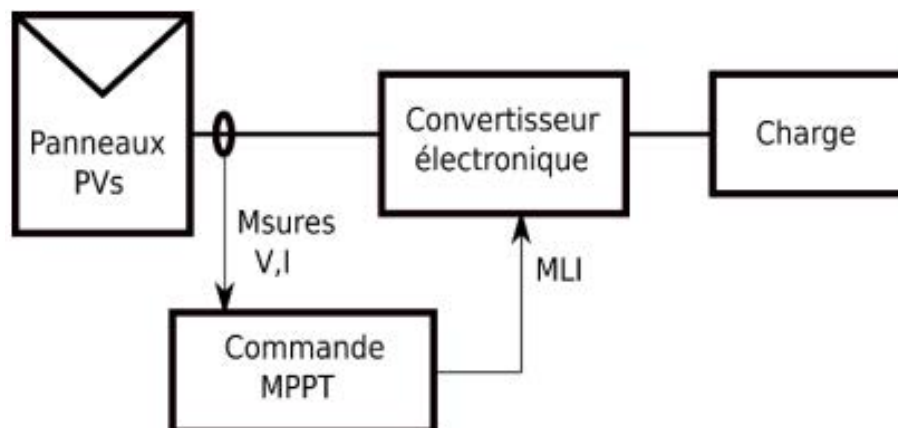 Panneaux
PVs
Convertisseur
électronique
Charge
Msures
V,I
MLI
Commande
MPPT